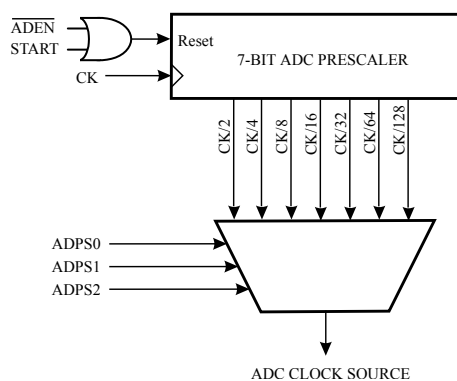 A̅D̅E̅N̅
START
CK
Reset
7-BIT ADC PRESCALER
CK/2
CK/4
CK/8
CK/16
CK/32
CK/64
CK/128
ADPS0
ADPS1
ADPS2
ADC CLOCK SOURCE